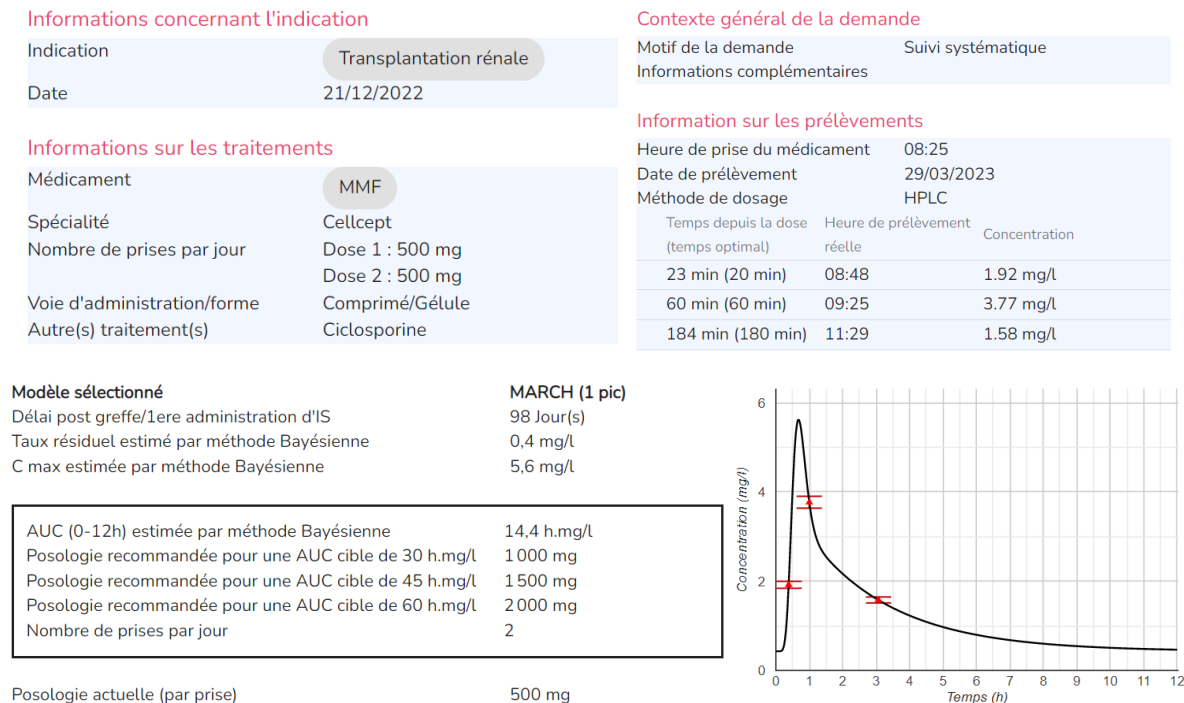 Informations concernant l'indication
Indication Transplantation rénale
Date 21/12/2022
Informations sur les traitements
Médicament MMF
Spécialité Cellcept
Nombre de prises par jour Dose 1 : 500 mg
Dose 2 : 500 mg
Voie d'administration/forme Comprimé/Gélule
Autre(s) traitement(s) Ciclosporine
Contexte général de la demande
Motif de la demande Suivi systématique
Informations complémentaires
Information sur les prélèvements
Heure de prise du médicament 08:25
Date de prélèvement 29/03/2023
Méthode de dosage HPLC
Temps depuis la dose Heure de prélèvement Concentration
(temps optimal) réelle
23 min (20 min) 08:48 1.92 mg/l
60 min (60 min) 09:25 3.77 mg/l
184 min (180 min) 11:29 1.58 mg/l
Modèle sélectionné MARCH (1 pic)
Délai post greffe/1ere administration d'IS 98 Jour(s)
Taux résiduel estimé par méthode Bayésienne 0,4 mg/l
C max estimée par méthode Bayésienne 5,6 mg/l
AUC (0-12h) estimée par méthode Bayésienne 14,4 h.mg/l
Posologie recommandée pour une AUC cible de 30 h.mg/l 1 000 mg
Posologie recommandée pour une AUC cible de 45 h.mg/l 1 500 mg
Posologie recommandée pour une AUC cible de 60 h.mg/l 2 000 mg
Nombre de prises par jour 2
Posologie actuelle (par prise) 500 mg
Concentration (mg/l)
6
4
2
0
0 1 2 3 4 5 6 7 8 9 10 11 12
Temps (h)